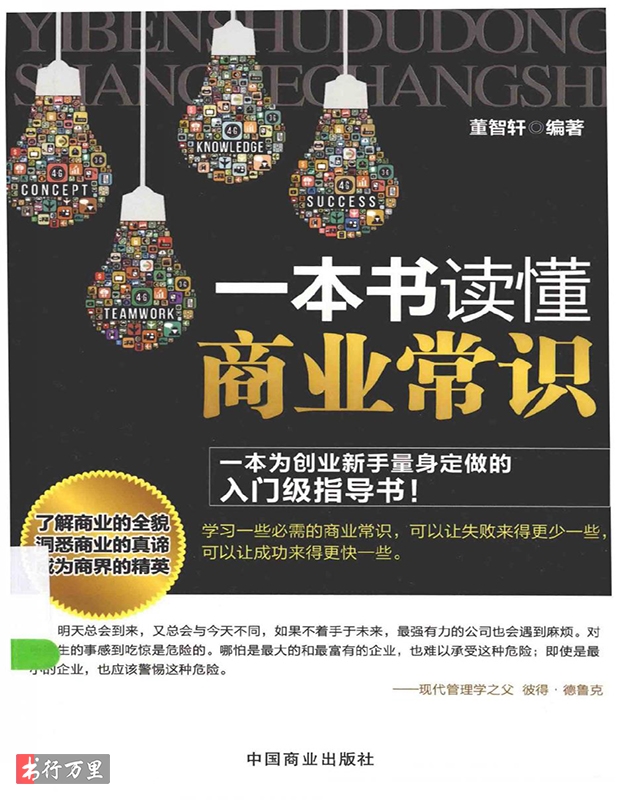 YIBENSHUDUDONG
SHANGYECHANGSHI
董智轩◎编著
4G
KNOWLEDGE
4G
CONCEPT
4G
SUCCESS
4G
TEAMWORK
一本书读懂
商业常识
一本为创业新手量身定做的
入门级指导书！
了解商业的全貌
洞悉商业的真谛
成为商界的精英
学习一些必需的商业常识，可以让失败来得更少一些，
可以让成功来得更快一些。
明天总会到来，又总会与今天不同，如果不着手于未来，最强有力的公司也会遇到麻烦。对
生的事感到吃惊是危险的。哪怕是最大的和最富有的企业，也难以承受这种危险；即使是最
小的企业，也应该警惕这种危险。
——现代管理学之父 彼得·德鲁克
中国商业出版社
书行万里